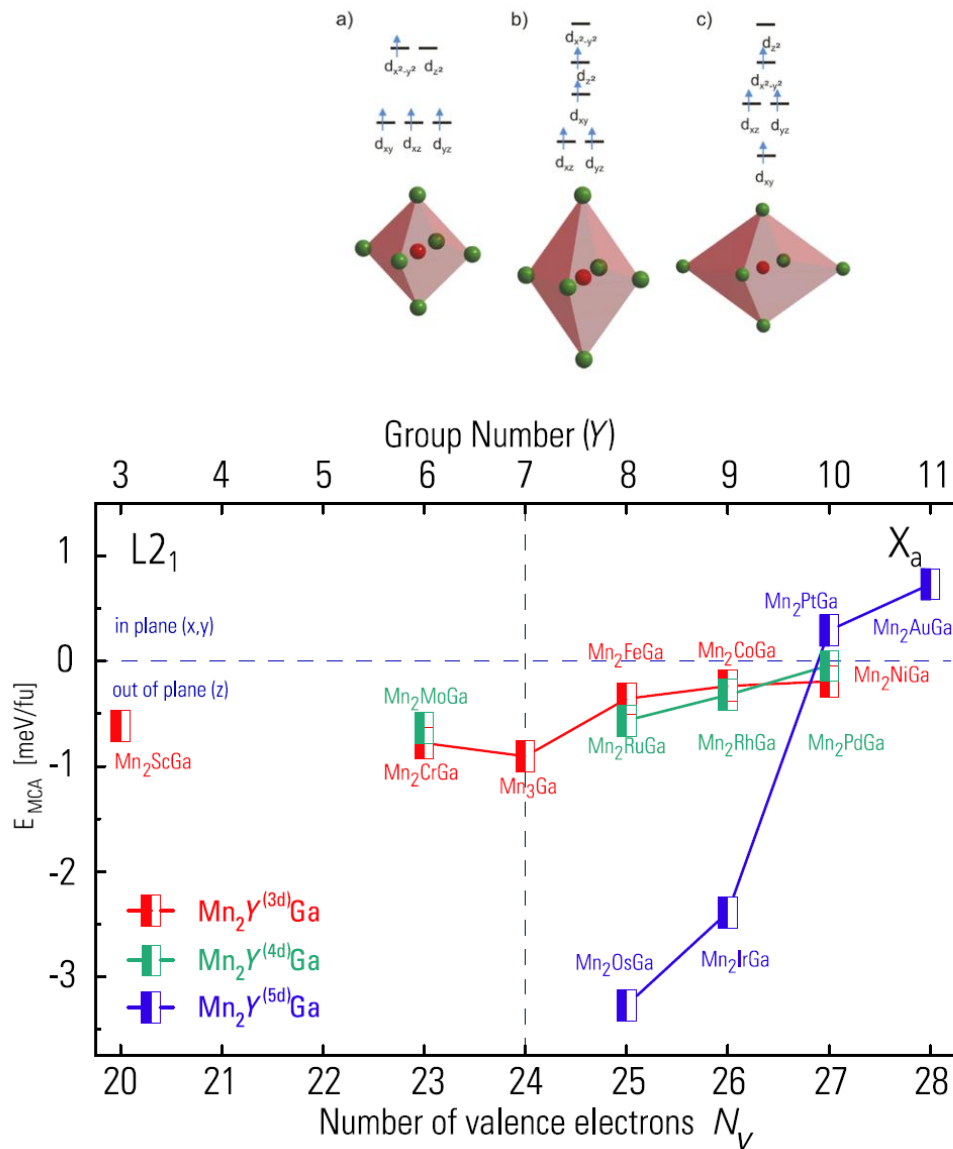 a)
b)
c)
dx²-y² dz²
dxy dxz dyz
dx²-y²
dz²
dxy
dxz dyz
dz²
dx²-y²
dxz dyz
dxy
Group Number (Y)
3 4 5 6 7 8 9 10 11
L2₁
Xₐ
in plane (x,y)
out of plane (z)
Mn₂ScGa
Mn₂MoGa
Mn₂CrGa
Mn₃Ga
Mn₂FeGa
Mn₂RuGa
Mn₂CoGa
Mn₂RhGa
Mn₂PtGa
Mn₂NiGa
Mn₂PdGa
Mn₂AuGa
Mn₂OsGa
Mn₂IrGa
Mn₂Y⁽³ᵈ⁾Ga
Mn₂Y⁽⁴ᵈ⁾Ga
Mn₂Y⁽⁵ᵈ⁾Ga
E_MCA [meV/fu]
1
0
-1
-2
-3
20 21 22 23 24 25 26 27 28
Number of valence electrons N_V